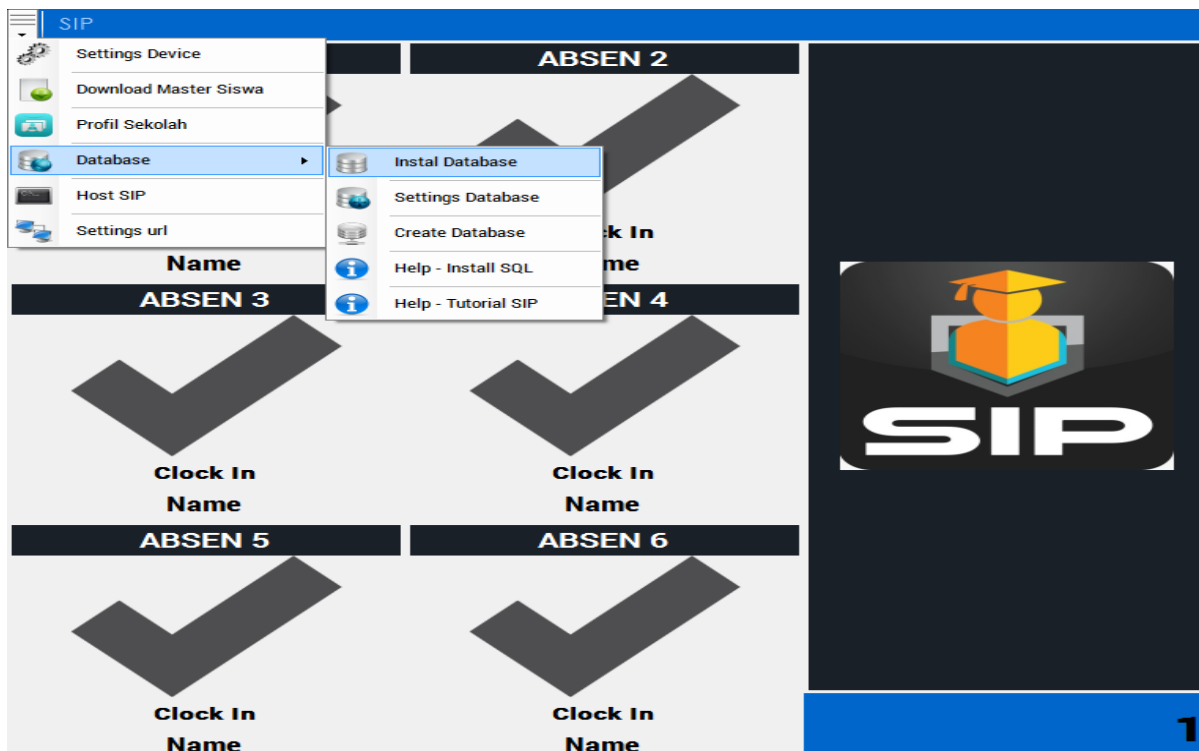 SIP
Settings Device
Download Master Siswa
Profil Sekolah
Database
Host SIP
Settings url
Instal Database
Settings Database
Create Database
Help - Install SQL
Help - Tutorial SIP
ABSEN 2
Name
ABSEN 3
Clock In
Name
Clock In
Name
ABSEN 5
ABSEN 6
Clock In
Name
Clock In
Name
SIP
1